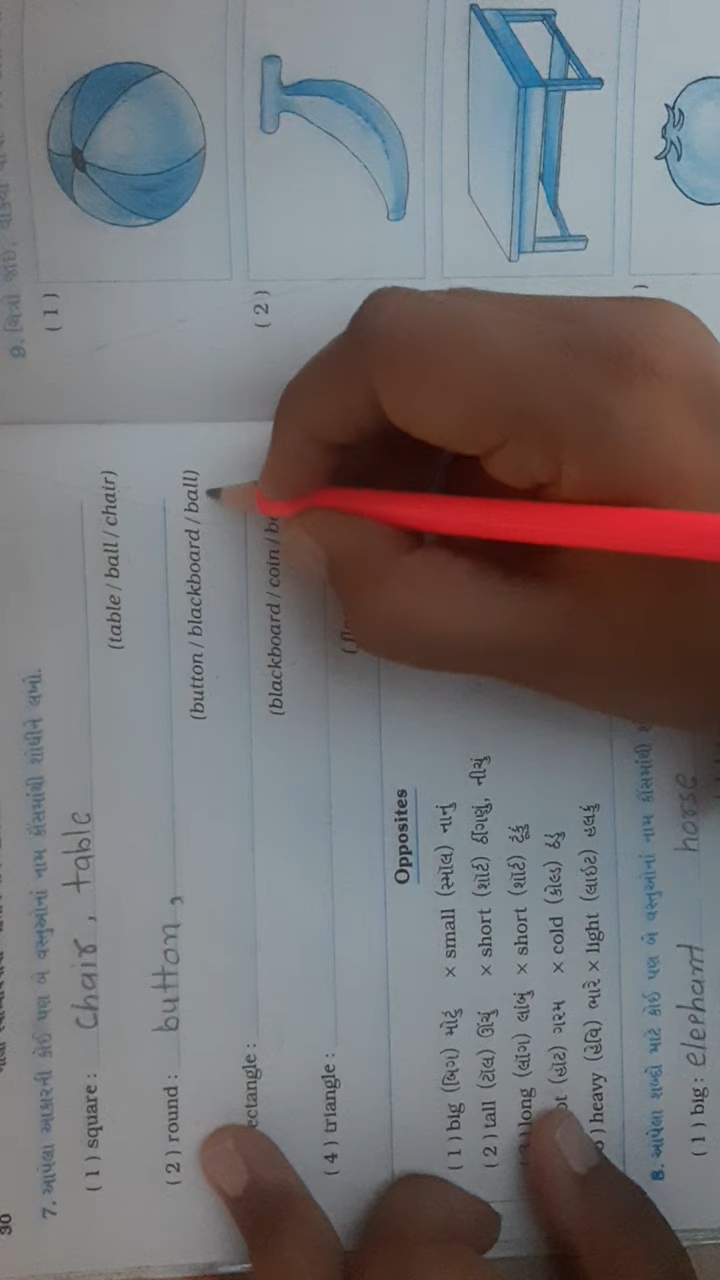 90
7. આપેલા આકારની કોઈ પણ બે વસ્તુઓનાં નામ કૌંસમાંથી શોધીને લખો.
(1) square : chair, table
(table / ball / chair)
(2) round : button,
(button / blackboard / ball)
ectangle :
(blackboard / coin /
(4) triangle :
Opposites
(1) big (બિગ) મોટું × small (સ્મૉલ) નાનું
(2) tall (ટૉલ) ઊંચું × short (શૉર્ટ) ઠીંગણું, નીચું
long (લૉંગ) લાંબું × short (શૉર્ટ) ટૂંકું
ot (હૉટ) ગરમ × cold (કોલ્ડ) ઠંડું
) heavy (હેવિ) ભારે × light (લાઇટ) હલકું
8. આપેલા શબ્દો માટે કોઈ પણ બે વસ્તુઓનાં નામ કૌંસમાંથી
(1) big : elephant horse
9. ચિત્રો જોઈ,
(1)
(2)
)